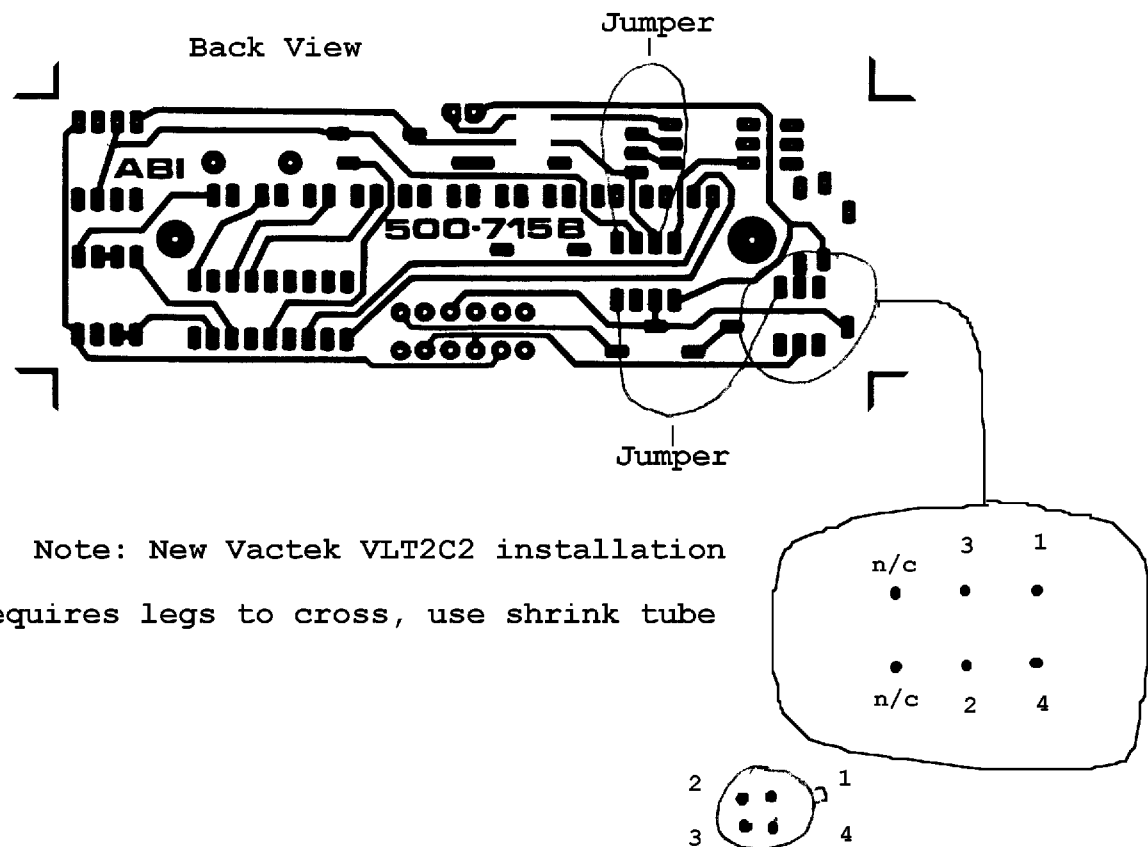 Jumper
Back View
ABI
500-715B
Jumper
Note: New Vactek VLT2C2 installation
equires legs to cross, use shrink tube
n/c 3 1
n/c 2 4
2 1
3 4